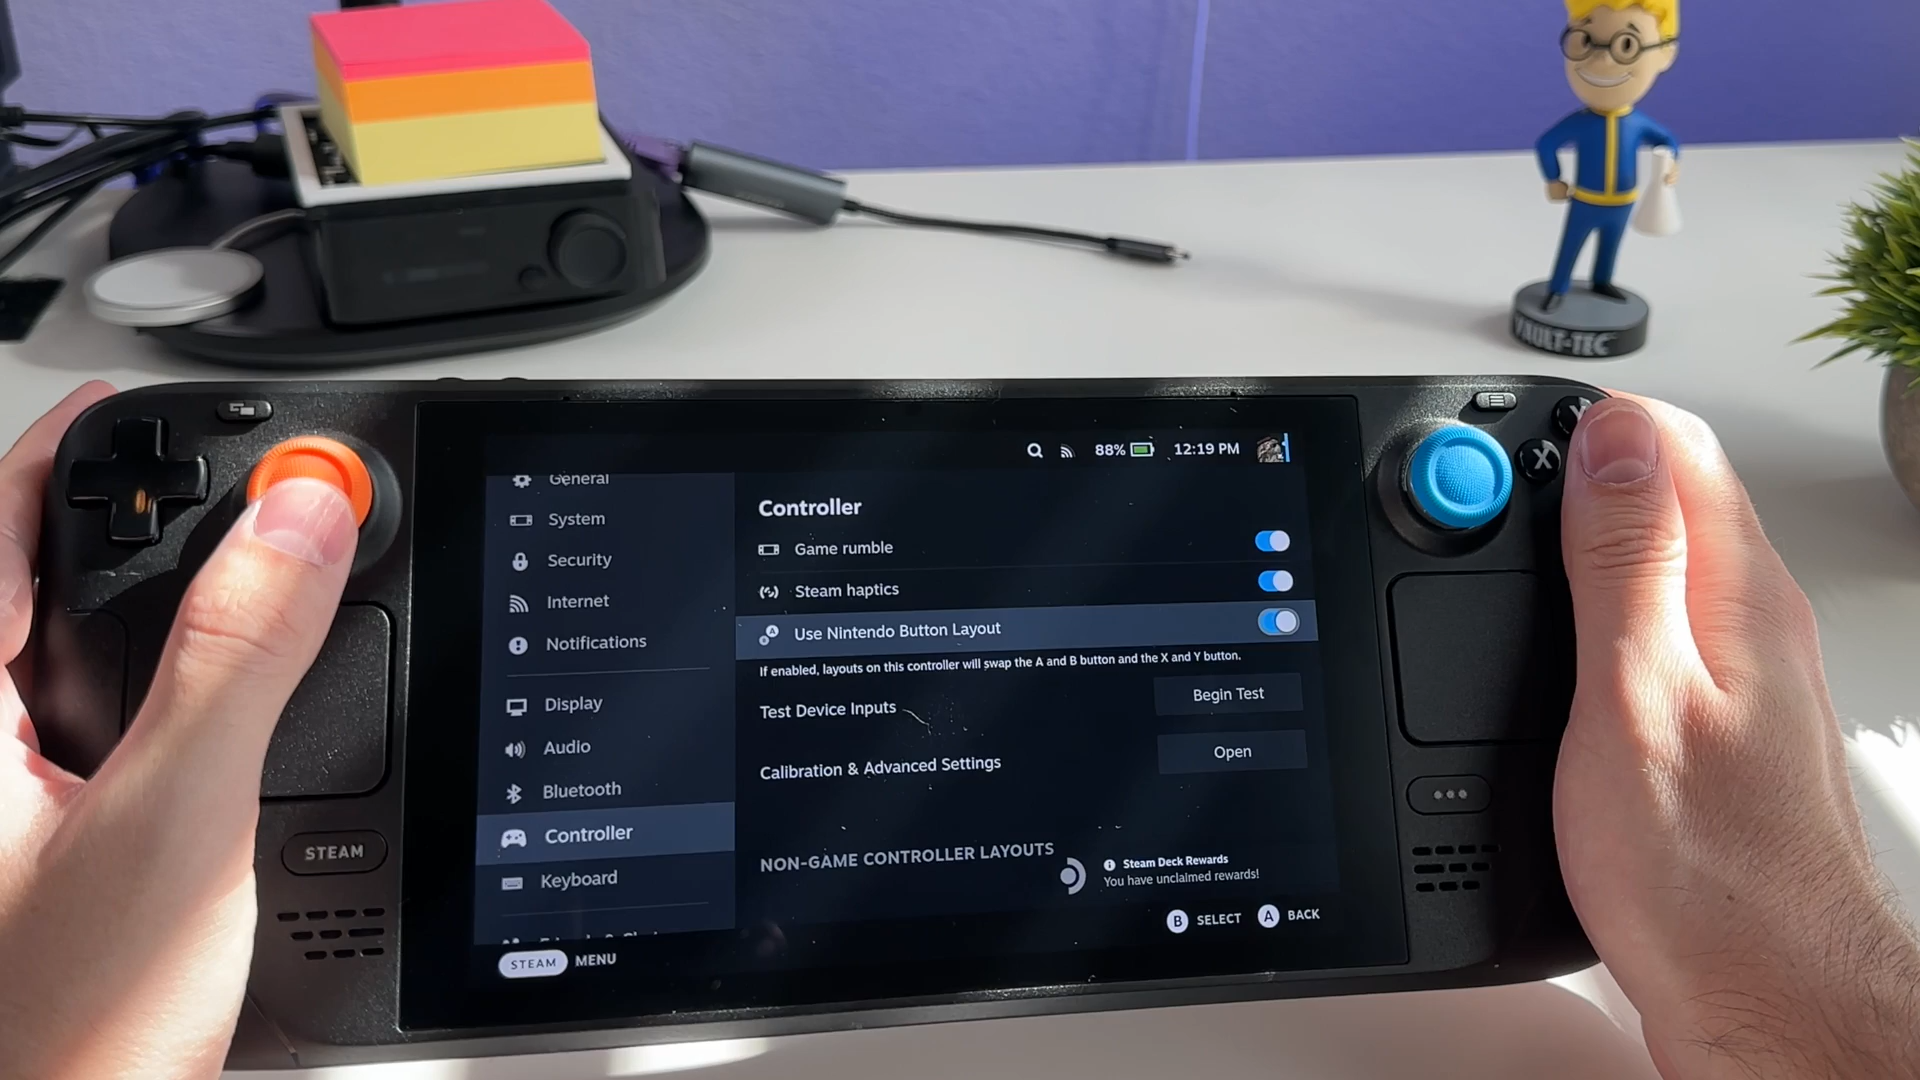 VAULT-TEC
Y
X
88%
12:19 PM
General
System
Security
Internet
Notifications
Display
Audio
Bluetooth
Controller
Keyboard
Controller
Game rumble
Steam haptics
Use Nintendo Button Layout
If enabled, layouts on this controller will swap the A and B button and the X and Y button.
Test Device Inputs
Begin Test
Calibration & Advanced Settings
Open
NON-GAME CONTROLLER LAYOUTS
Steam Deck Rewards
You have unclaimed rewards!
B SELECT A BACK
STEAM MENU
STEAM